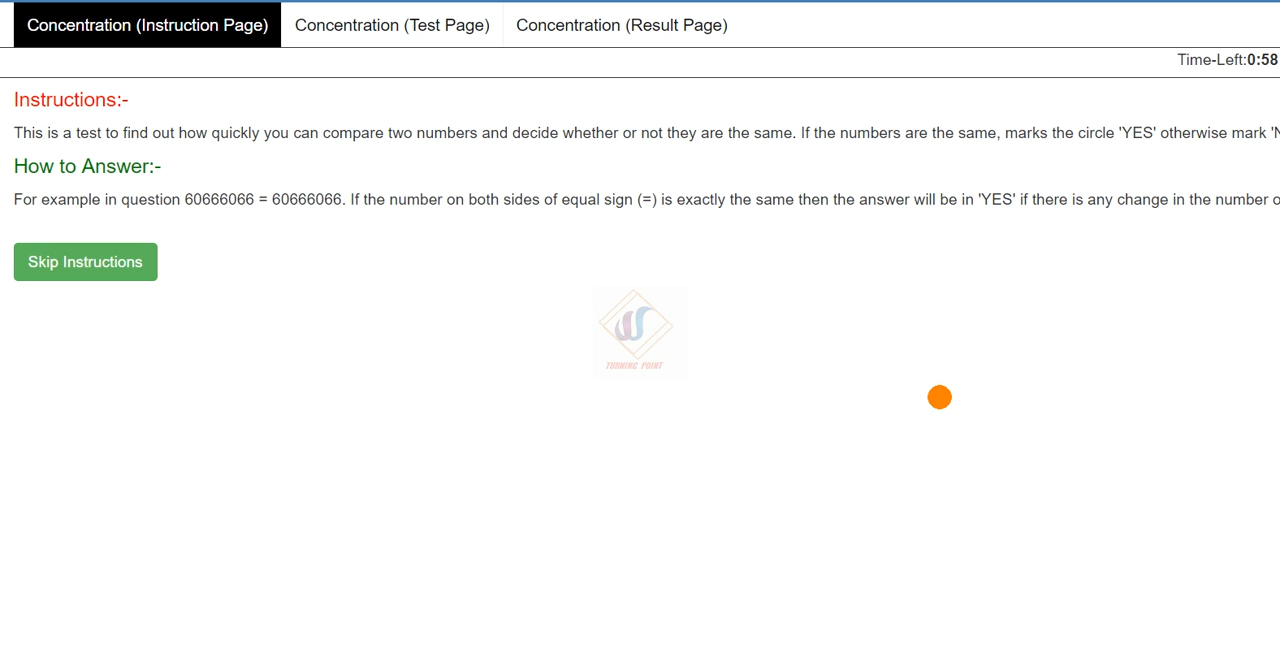 Concentration (Instruction Page) Concentration (Test Page) Concentration (Result Page)
Time-Left:0:58
Instructions:-
This is a test to find out how quickly you can compare two numbers and decide whether or not they are the same. If the numbers are the same, marks the circle 'YES' otherwise mark 'N
How to Answer:-
For example in question 60666066 = 60666066. If the number on both sides of equal sign (=) is exactly the same then the answer will be in 'YES' if there is any change in the number o
Skip Instructions
TURNING POINT